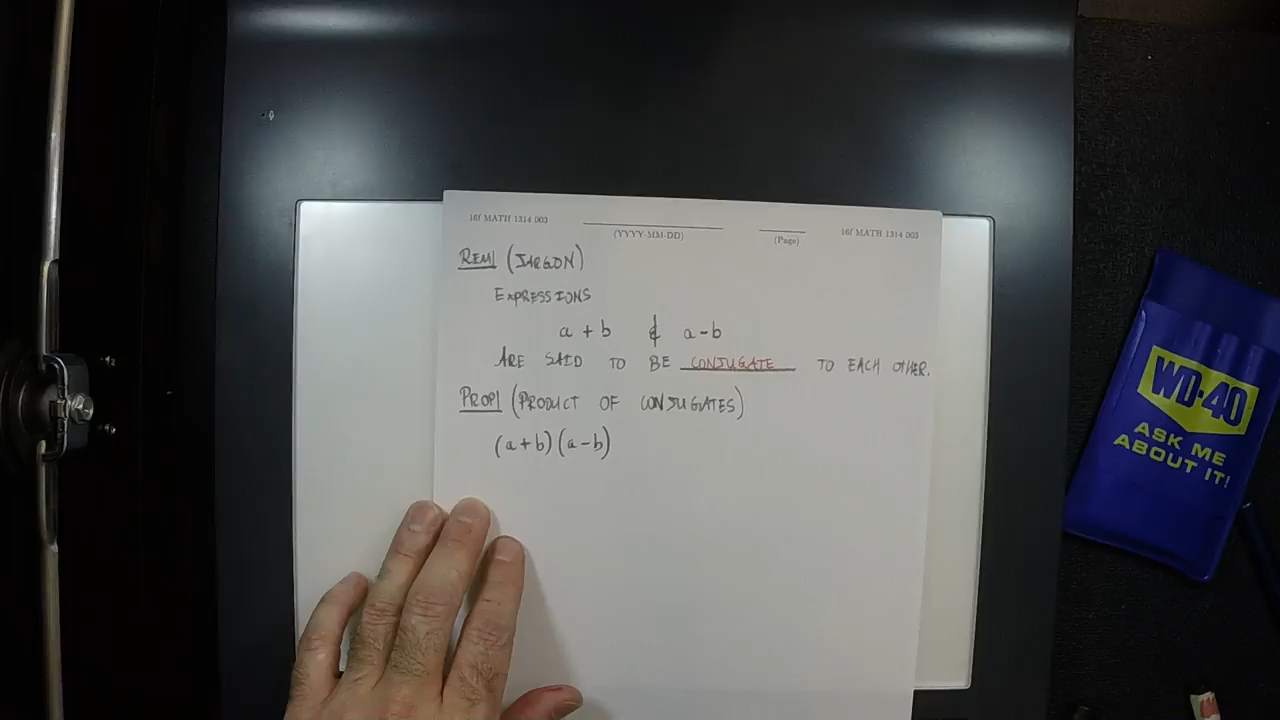 16f MATH 1314 003
(YYYY-MM-DD)
(Page)
16f MATH 1314 003
REM (JARGON)
EXPRESSIONS
a + b & a - b
ARE SAID TO BE CONJUGATE TO EACH OTHER.
PROP (PRODUCT OF CONJUGATES)
(a + b)(a - b)
WD-40
ASK ME
ABOUT IT!